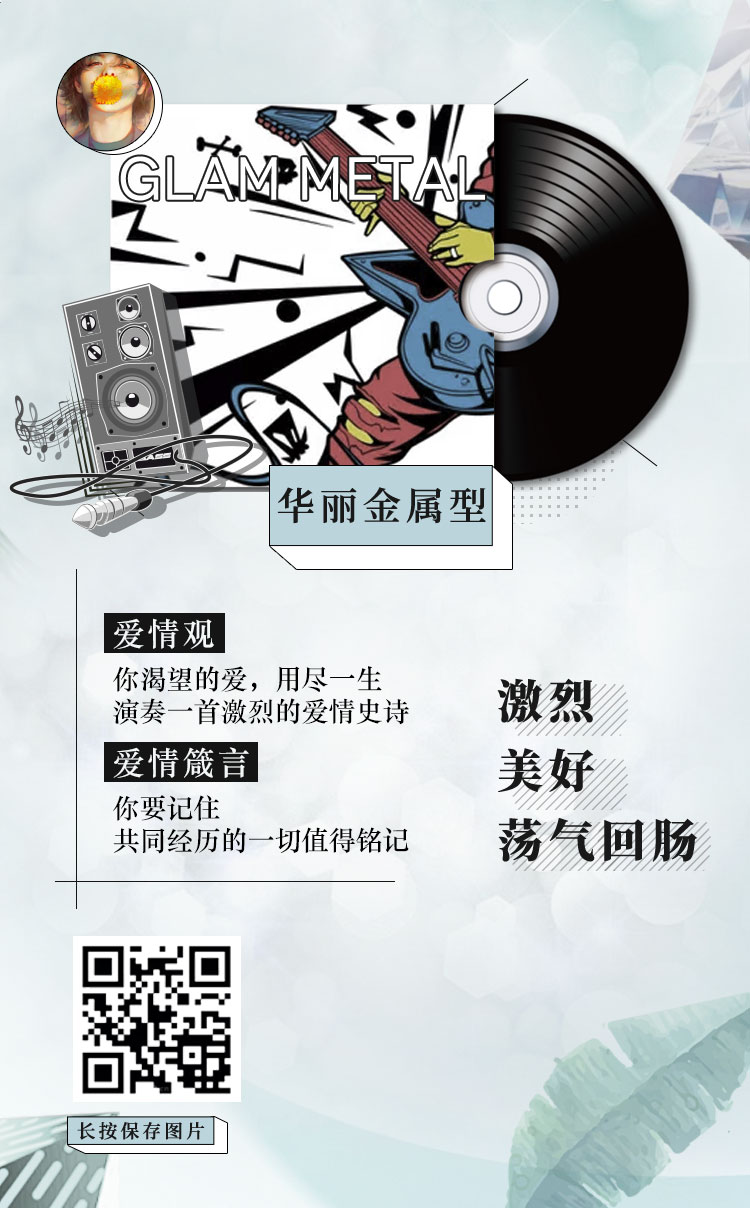 GLAM METAL
华丽金属型
爱情观
你渴望的爱，用尽一生
演奏一首激烈的爱情史诗
爱情箴言
你要记住
共同经历的一切值得铭记
激烈
美好
荡气回肠
长按保存图片